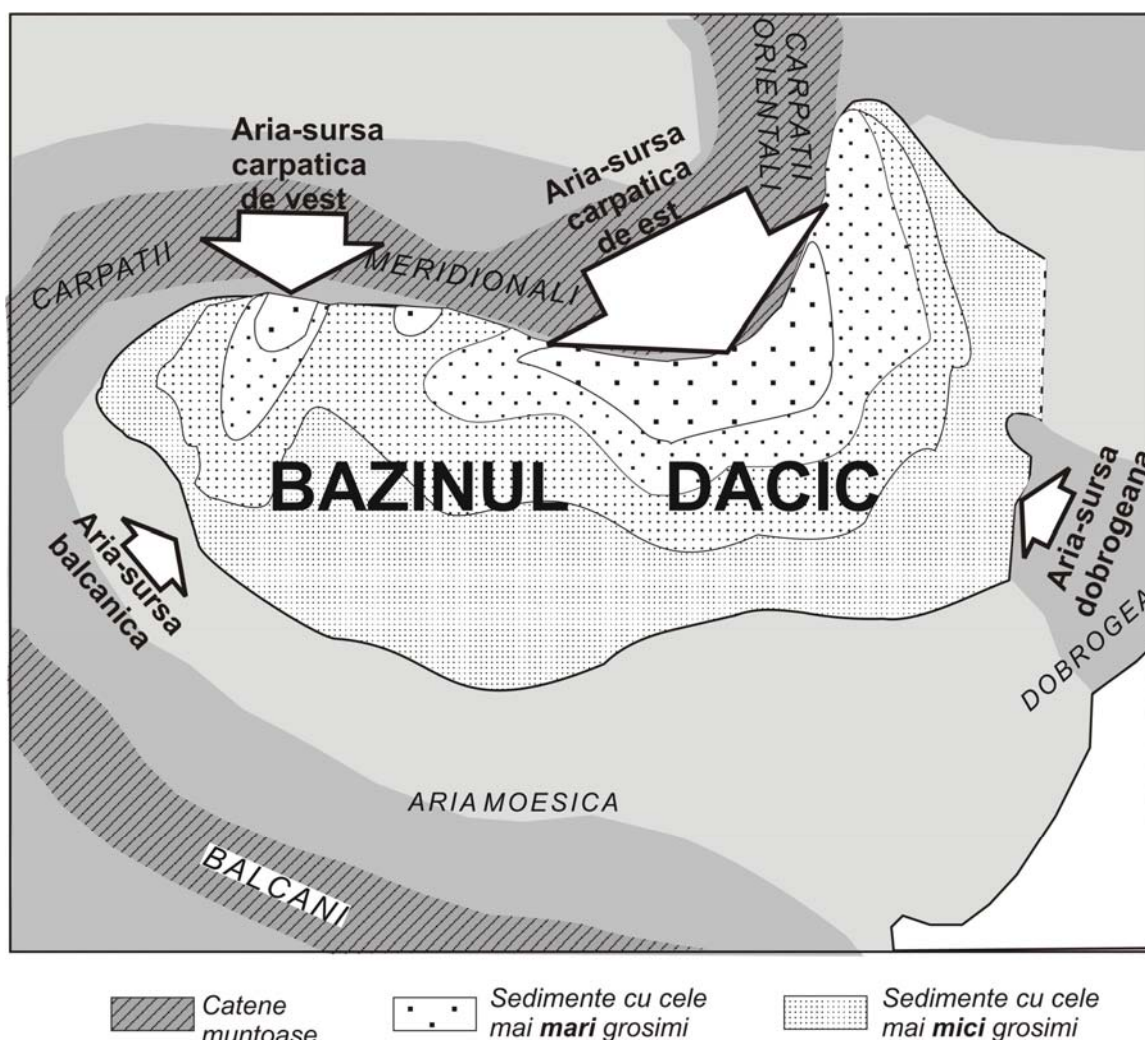 CARPATII
ORIENTALI
Aria-sursa
carpatica
de vest
Aria-sursa
carpatica
de est
CARPATII
MERIDIONALI
BAZINUL DACIC
Aria-sursa
balcanica
Aria-sursa
dobrogeana
DOBROGEA
ARIA MOESICA
BALCANI
Catene
muntoase
Sedimente cu cele
mai mari grosimi
Sedimente cu cele
mai mici grosimi